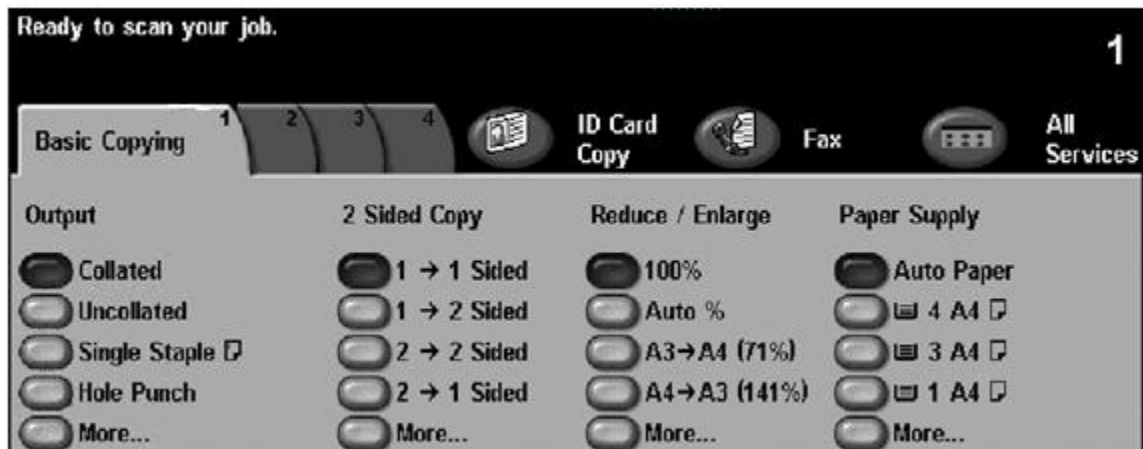 Ready to scan your job.
1
Basic Copying
1
2
3
4
ID Card
Copy
Fax
All
Services
Output
2 Sided Copy
Reduce / Enlarge
Paper Supply
Collated
1 → 1 Sided
100%
Auto Paper
Uncollated
1 → 2 Sided
Auto %
4 A4
Single Staple
2 → 2 Sided
A3→A4 (71%)
3 A4
Hole Punch
2 → 1 Sided
A4→A3 (141%)
1 A4
More...
More...
More...
More...